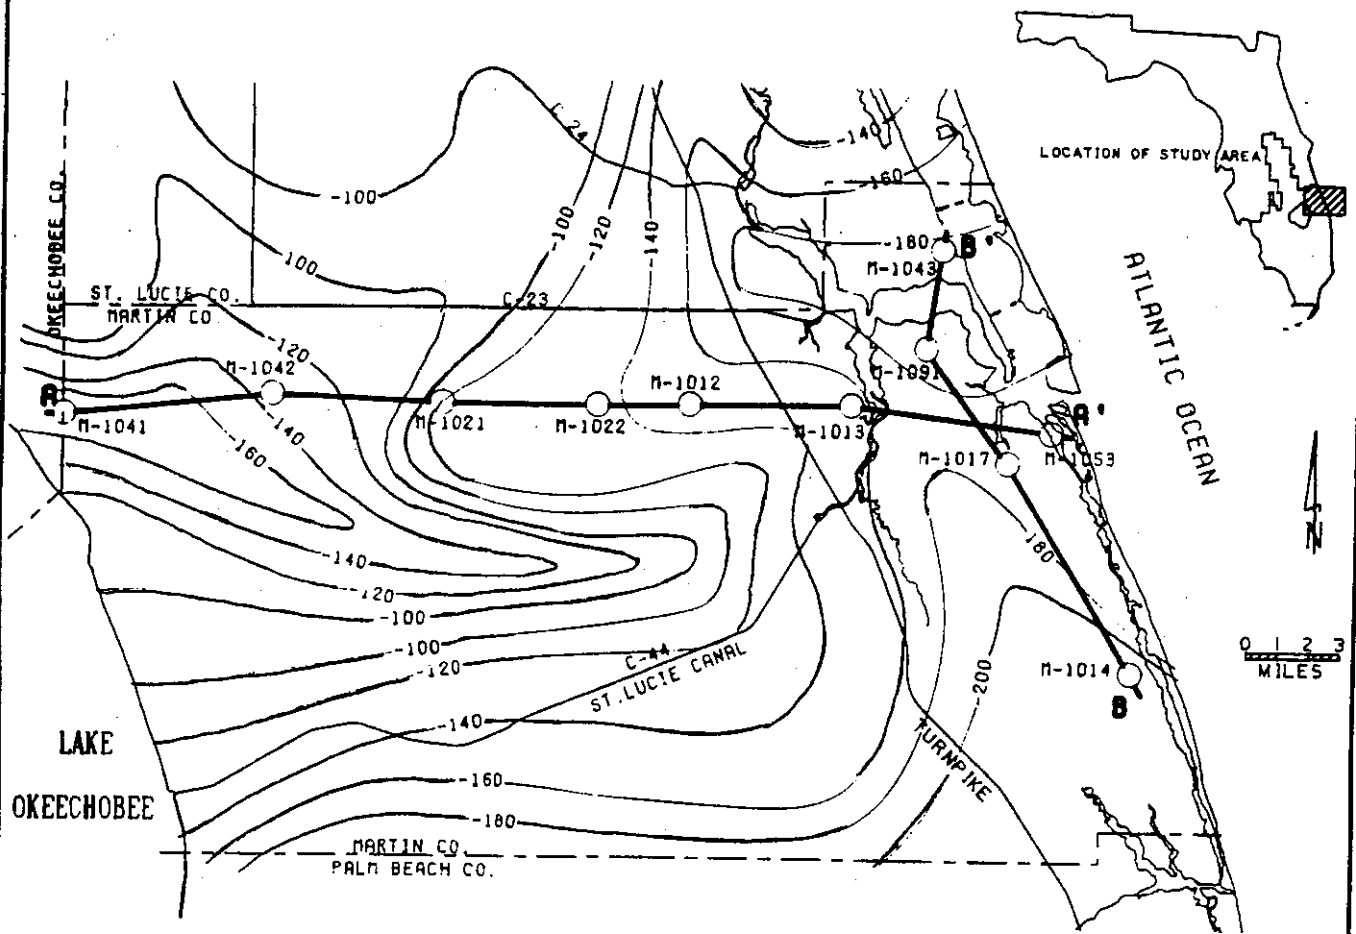 LOCATION OF STUDY AREA
C-24
-140
-160
-100
-100
-120
-140
-180
B'
M-1043
OKEECHOBEE CO.
ST. LUCIE CO.
MARTIN CO
100
C-23
ATLANTIC OCEAN
-120
M-1042
M-1012
M-1091
A
M-1041
-140
-160
M-1021
M-1022
M-1013
A'
M-1053
M-1017
180
N
-140
-120
-100
-100
-120
C-44
ST. LUCIE CANAL
-200
M-1014
B
0 1 2 3
MILES
LAKE
OKEECHOBEE
-140
-160
-180
TURNPIKE
MARTIN CO.
PALM BEACH CO.